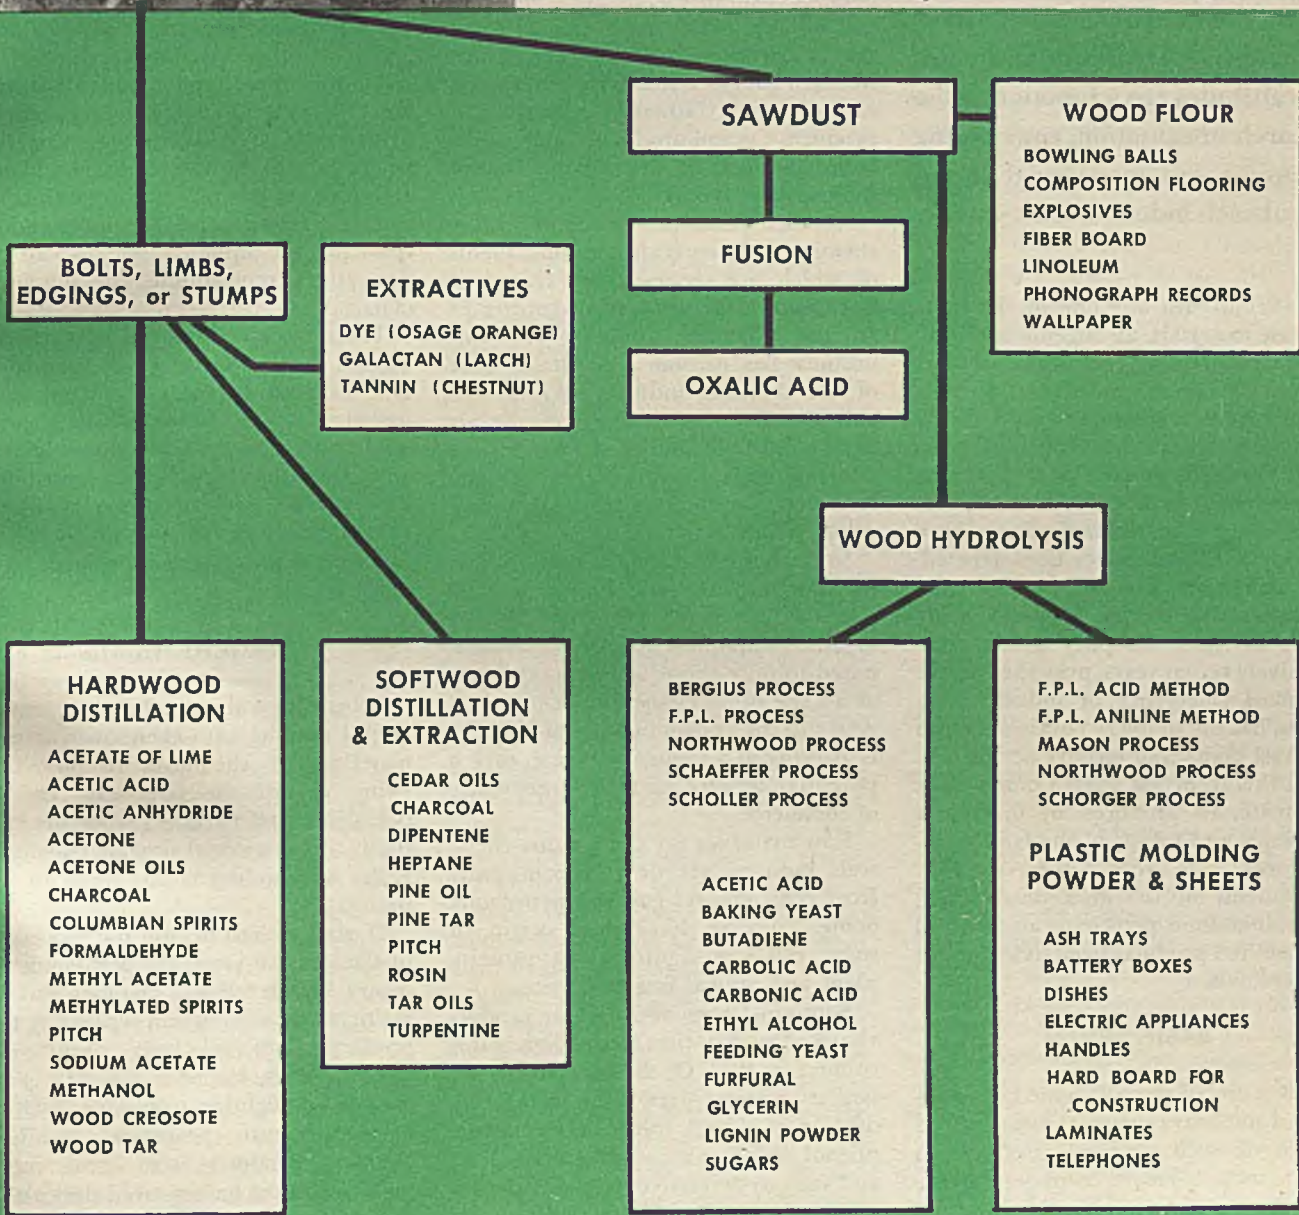 SAWDUST
WOOD FLOUR
BOWLING BALLS
COMPOSITION FLOORING
EXPLOSIVES
FIBER BOARD
LINOLEUM
PHONOGRAPH RECORDS
WALLPAPER
FUSION
OXALIC ACID
BOLTS, LIMBS,
EDGINGS, or STUMPS
EXTRACTIVES
DYE (OSAGE ORANGE)
GALACTAN (LARCH)
TANNIN (CHESTNUT)
WOOD HYDROLYSIS
HARDWOOD
DISTILLATION
ACETATE OF LIME
ACETIC ACID
ACETIC ANHYDRIDE
ACETONE
ACETONE OILS
CHARCOAL
COLUMBIAN SPIRITS
FORMALDEHYDE
METHYL ACETATE
METHYLATED SPIRITS
PITCH
SODIUM ACETATE
METHANOL
WOOD CREOSOTE
WOOD TAR
SOFTWOOD
DISTILLATION
& EXTRACTION
CEDAR OILS
CHARCOAL
DIPENTENE
HEPTANE
PINE OIL
PINE TAR
PITCH
ROSIN
TAR OILS
TURPENTINE
BERGIUS PROCESS
F.P.L. PROCESS
NORTHWOOD PROCESS
SCHAEFFER PROCESS
SCHOLLER PROCESS
ACETIC ACID
BAKING YEAST
BUTADIENE
CARBOLIC ACID
CARBONIC ACID
ETHYL ALCOHOL
FEEDING YEAST
FURFURAL
GLYCERIN
LIGNIN POWDER
SUGARS
F.P.L. ACID METHOD
F.P.L. ANILINE METHOD
MASON PROCESS
NORTHWOOD PROCESS
SCHORGER PROCESS
PLASTIC MOLDING
POWDER & SHEETS
ASH TRAYS
BATTERY BOXES
DISHES
ELECTRIC APPLIANCES
HANDLES
HARD BOARD FOR
CONSTRUCTION
LAMINATES
TELEPHONES